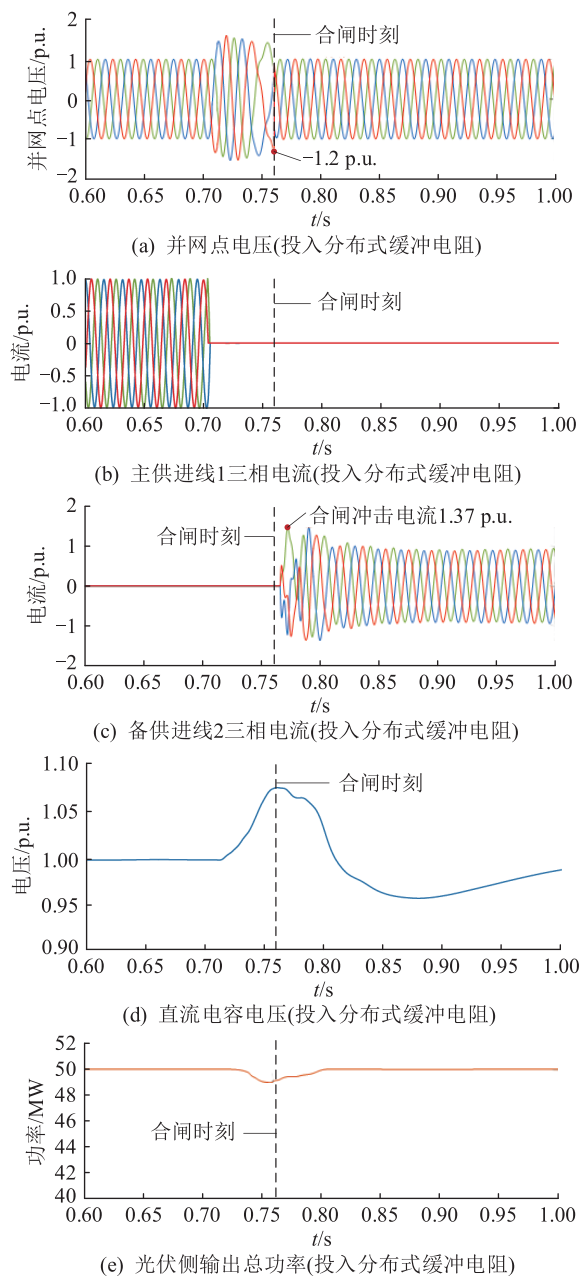 并网点电压/p.u.
2
1
0
−1
−2
合闸时刻
−1.2 p.u.
0.60 0.65 0.70 0.75 0.80 0.85 0.90 0.95 1.00
t/s
(a) 并网点电压(投入分布式缓冲电阻)
电流/p.u.
1.0
0.5
0
−0.5
−1.0
合闸时刻
0.60 0.65 0.70 0.75 0.80 0.85 0.90 0.95 1.00
t/s
(b) 主供进线1三相电流(投入分布式缓冲电阻)
电流/p.u.
2
1
0
−1
−2
合闸时刻
合闸冲击电流1.37 p.u.
0.60 0.65 0.70 0.75 0.80 0.85 0.90 0.95 1.00
t/s
(c) 备供进线2三相电流(投入分布式缓冲电阻)
电压/p.u.
1.10
1.05
1.00
0.95
0.90
合闸时刻
0.60 0.65 0.70 0.75 0.80 0.85 0.90 0.95 1.00
t/s
(d) 直流电容电压(投入分布式缓冲电阻)
功率/MW
52
50
48
46
44
42
40
合闸时刻
0.60 0.65 0.70 0.75 0.80 0.85 0.90 0.95 1.00
t/s
(e) 光伏侧输出总功率(投入分布式缓冲电阻)